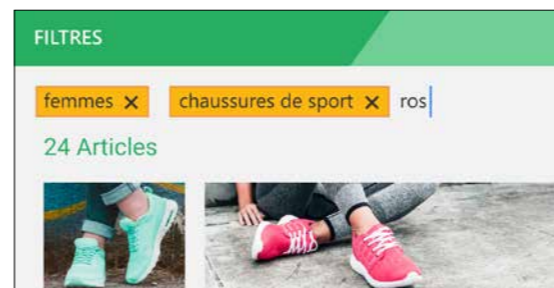 FILTRES
femmes × chaussures de sport × ros
24 Articles